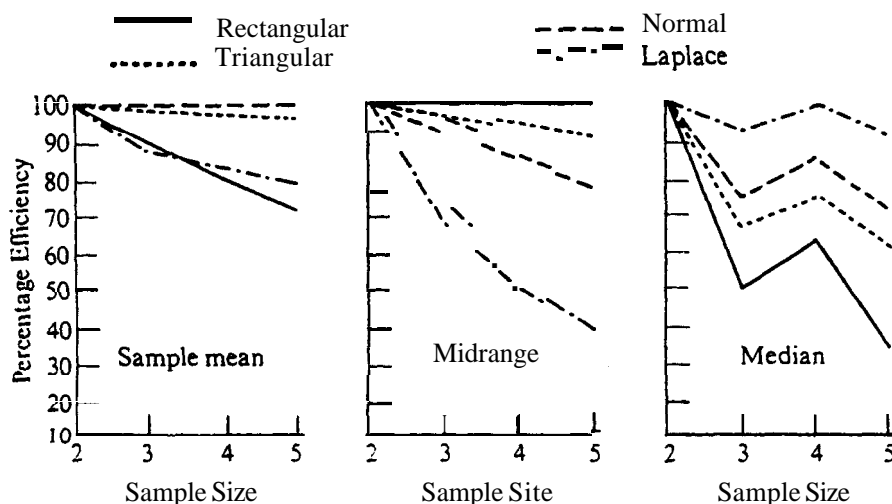 Rectangular
Triangular
Normal
Laplace
Percentage Efficiency
100
90
80
70
60
50
40
30
20
10
Sample mean
Midrange
Median
2 3 4 5
2 3 4 5
2 3 4 5
Sample Size
Sample Site
Sample Size